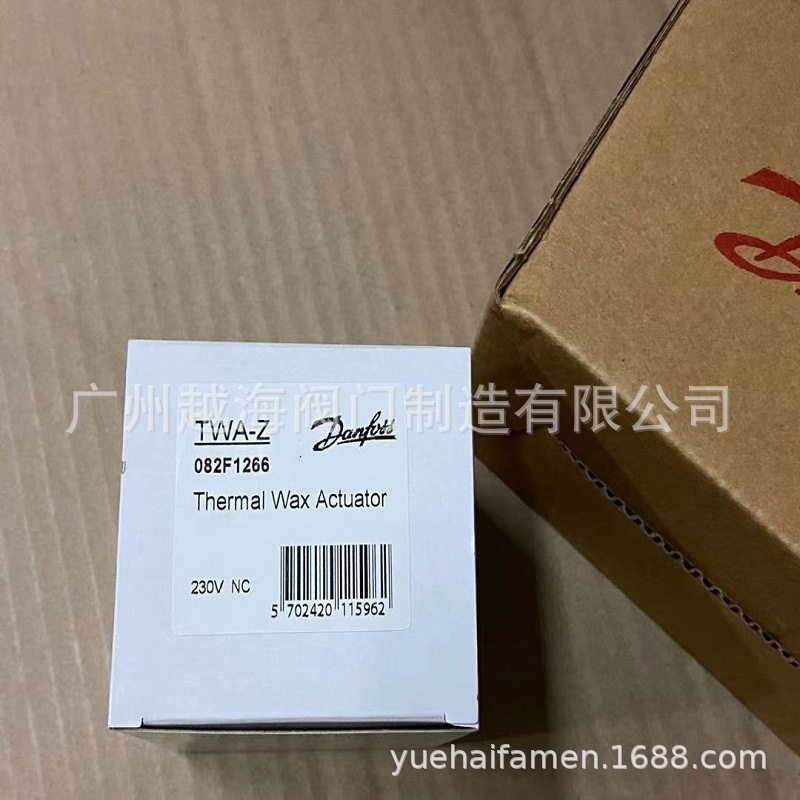 广州越海阀门制造有限公司
TWA-Z Danfoss
082F1266
Thermal Wax Actuator
230V NC
5 702420 115962
yuehaifamen.1688.com